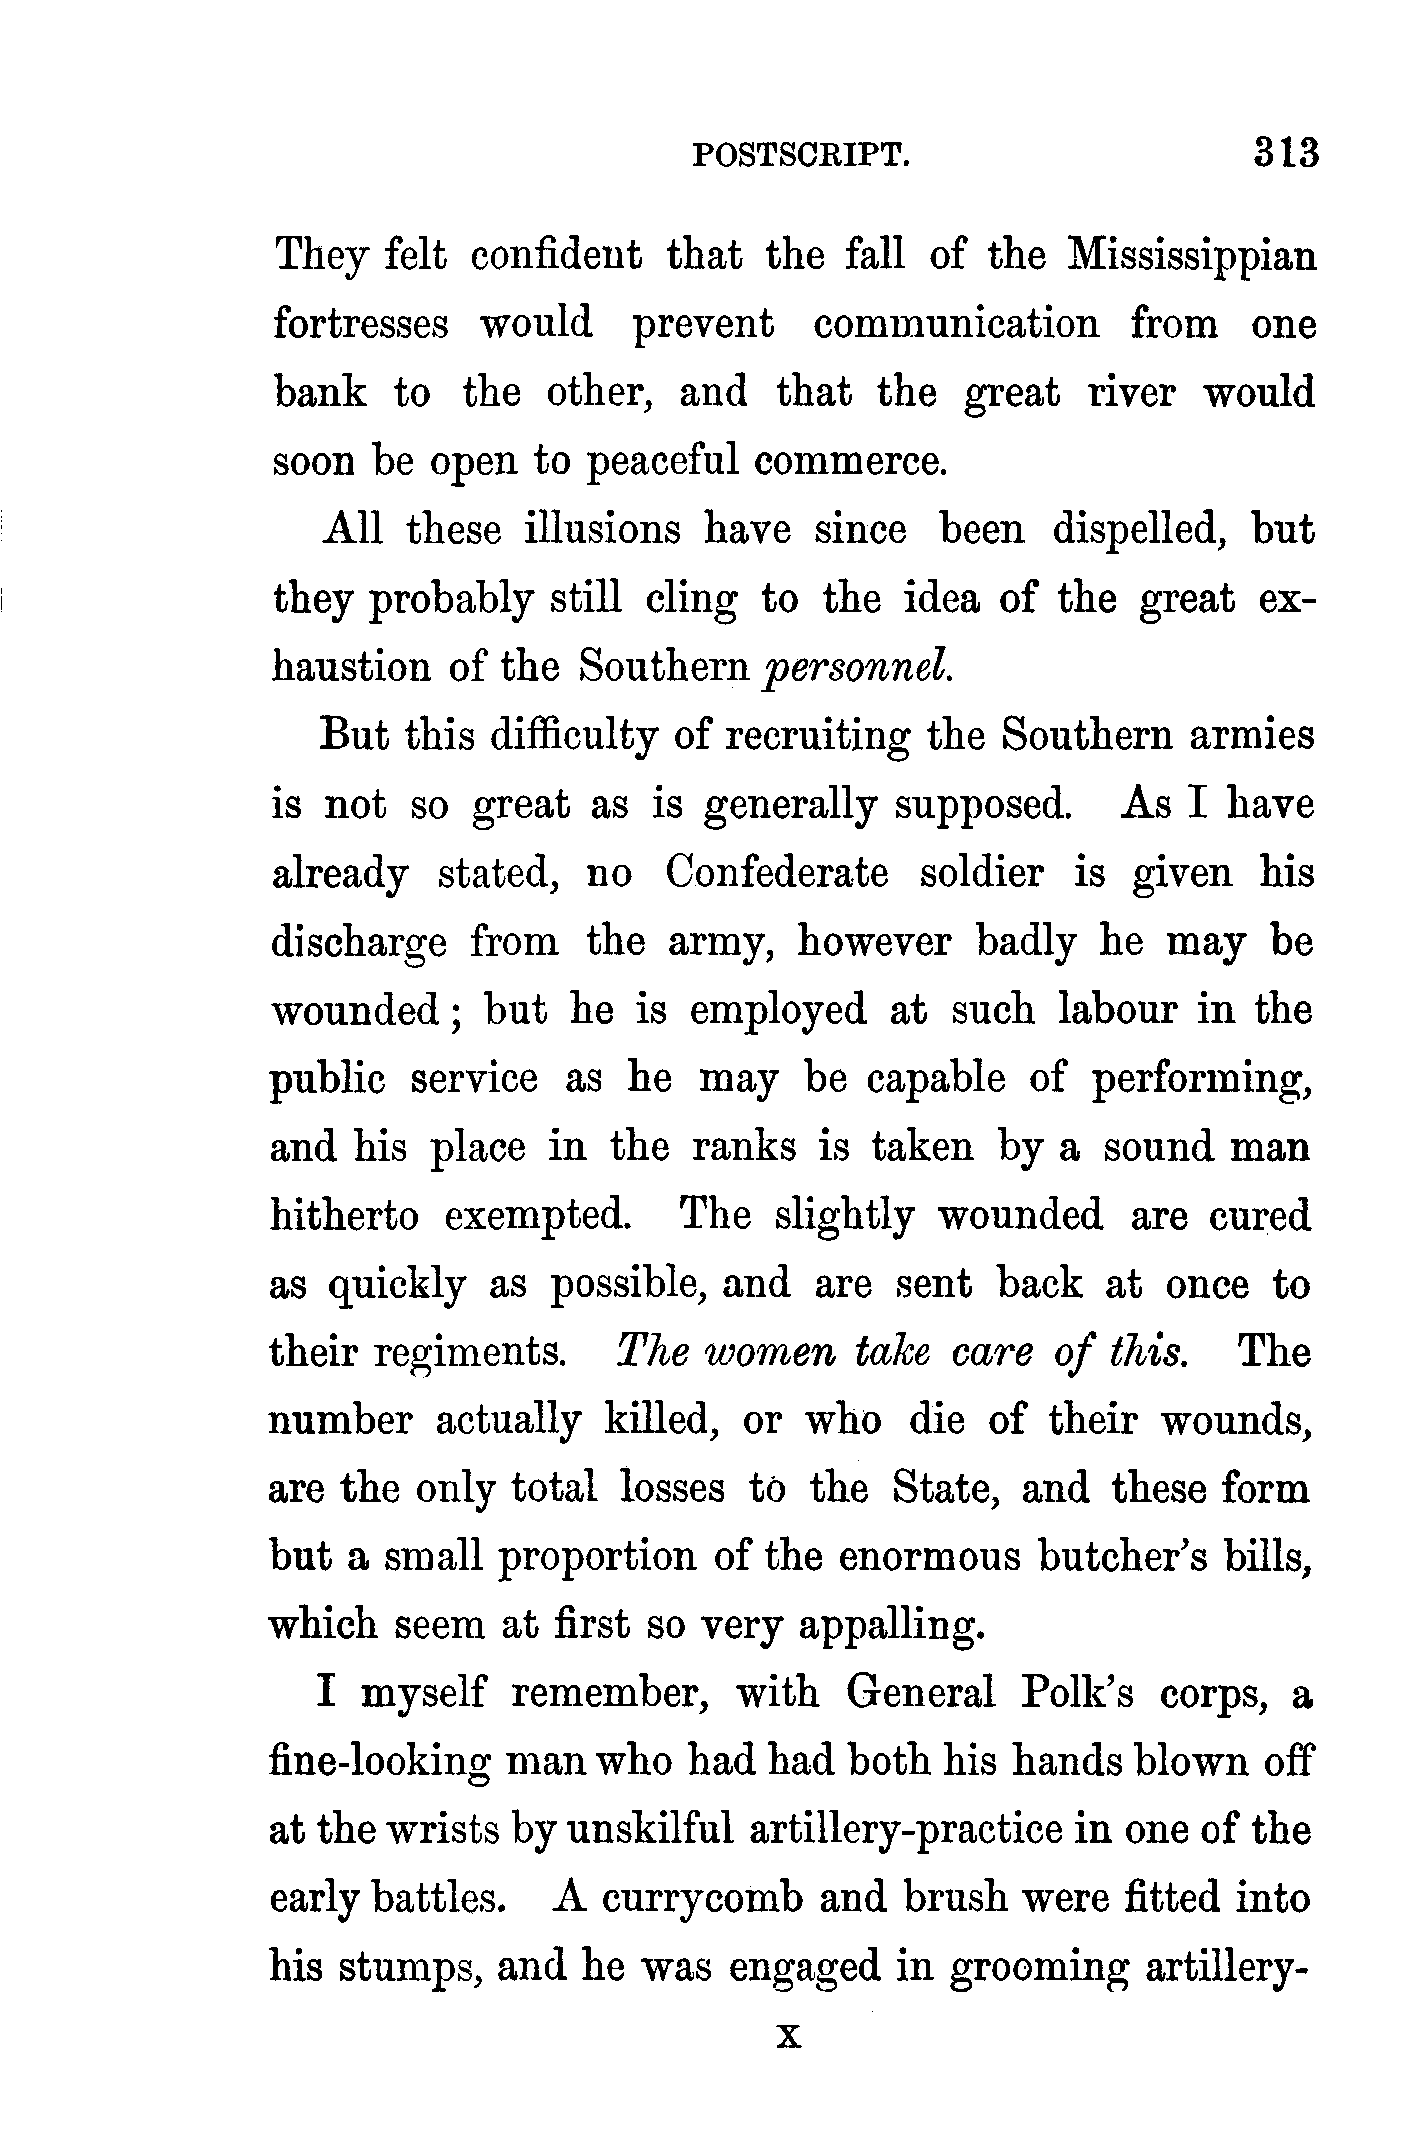 POSTSCRIPT. 313
They felt confident that the fall of the Mississippian
fortresses would prevent communication from one
bank to the other, and that the great river would
soon be open to peaceful commerce.
All these illusions have since been dispelled, but
they probably still cling to the idea of the great ex-
haustion of the Southern personnel.
But this difficulty of recruiting the Southern armies
is not so great as is generally supposed. As I have
already stated, no Confederate soldier is given his
discharge from the army, however badly he may be
wounded; but he is employed at such labour in the
public service as he may be capable of performing,
and his place in the ranks is taken by a sound man
hitherto exempted. The slightly wounded are cured
as quickly as possible, and are sent back at once to
their regiments. The women take care of this. The
number actually killed, or who die of their wounds,
are the only total losses to the State, and these form
but a small proportion of the enormous butcher's bills,
which seem at first so very appalling.
I myself remember, with General Polk's corps, a
fine-looking man who had had both his hands blown off
at the wrists by unskilful artillery-practice in one of the
early battles. A currycomb and brush were fitted into
his stumps, and he was engaged in grooming artillery-
X